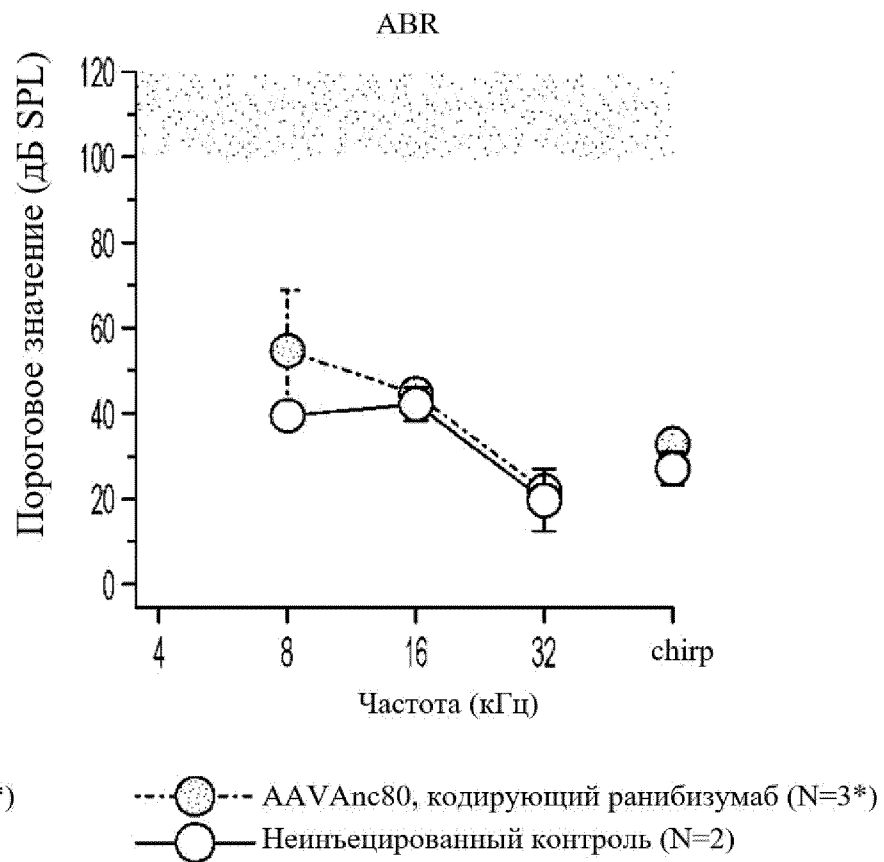 ABR
Пороговое значение (дБ SPL)
120
100
80
60
40
20
0
4 8 16 32 chirp
Частота (кГц)
*)
AAVAnc80, кодирующий ранибизумаб (N=3*)
Неинъецированный контроль (N=2)